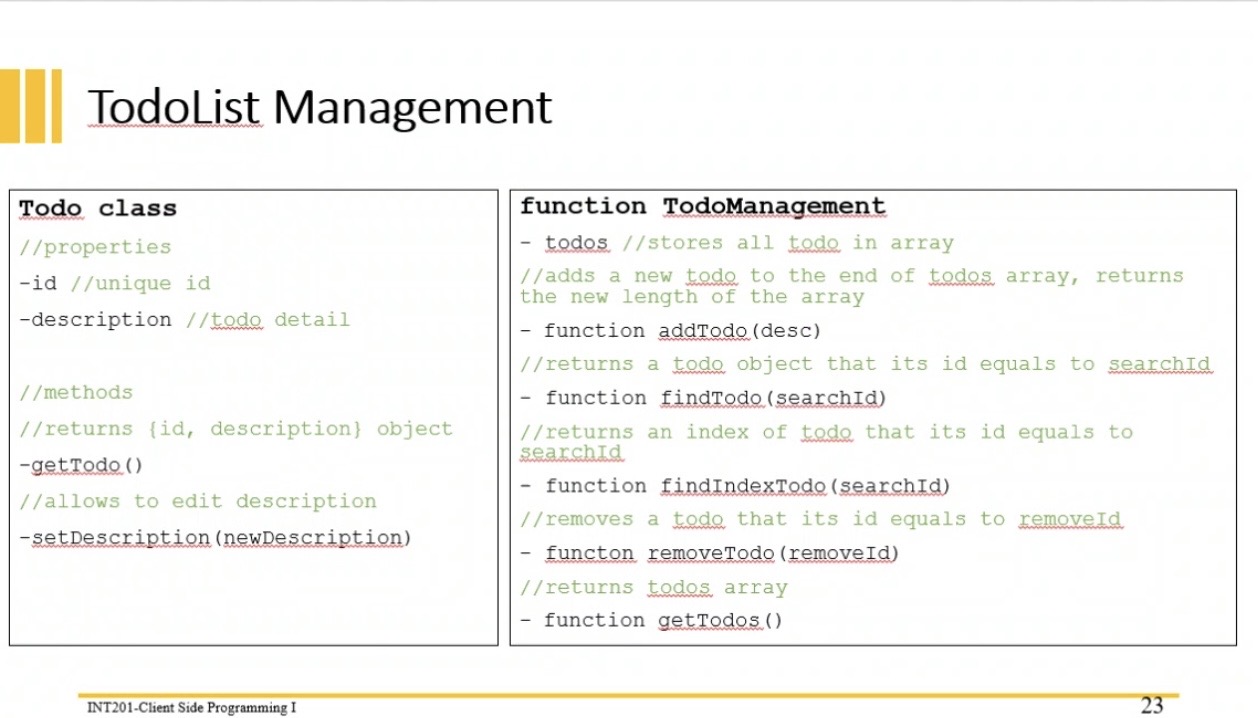 TodoList Management
Todo class
//properties
-id //unique id
-description //todo detail
//methods
//returns {id, description} object
-getTodo()
//allows to edit description
-setDescription(newDescription)
function TodoManagement
- todos //stores all todo in array
//adds a new todo to the end of todos array, returns
the new length of the array
- function addTodo(desc)
//returns a todo object that its id equals to searchId
- function findTodo(searchId)
//returns an index of todo that its id equals to
searchId
- function findIndexTodo(searchId)
//removes a todo that its id equals to removeId
- functon removeTodo(removeId)
//returns todos array
- function getTodos()
INT201-Client Side Programming I
23